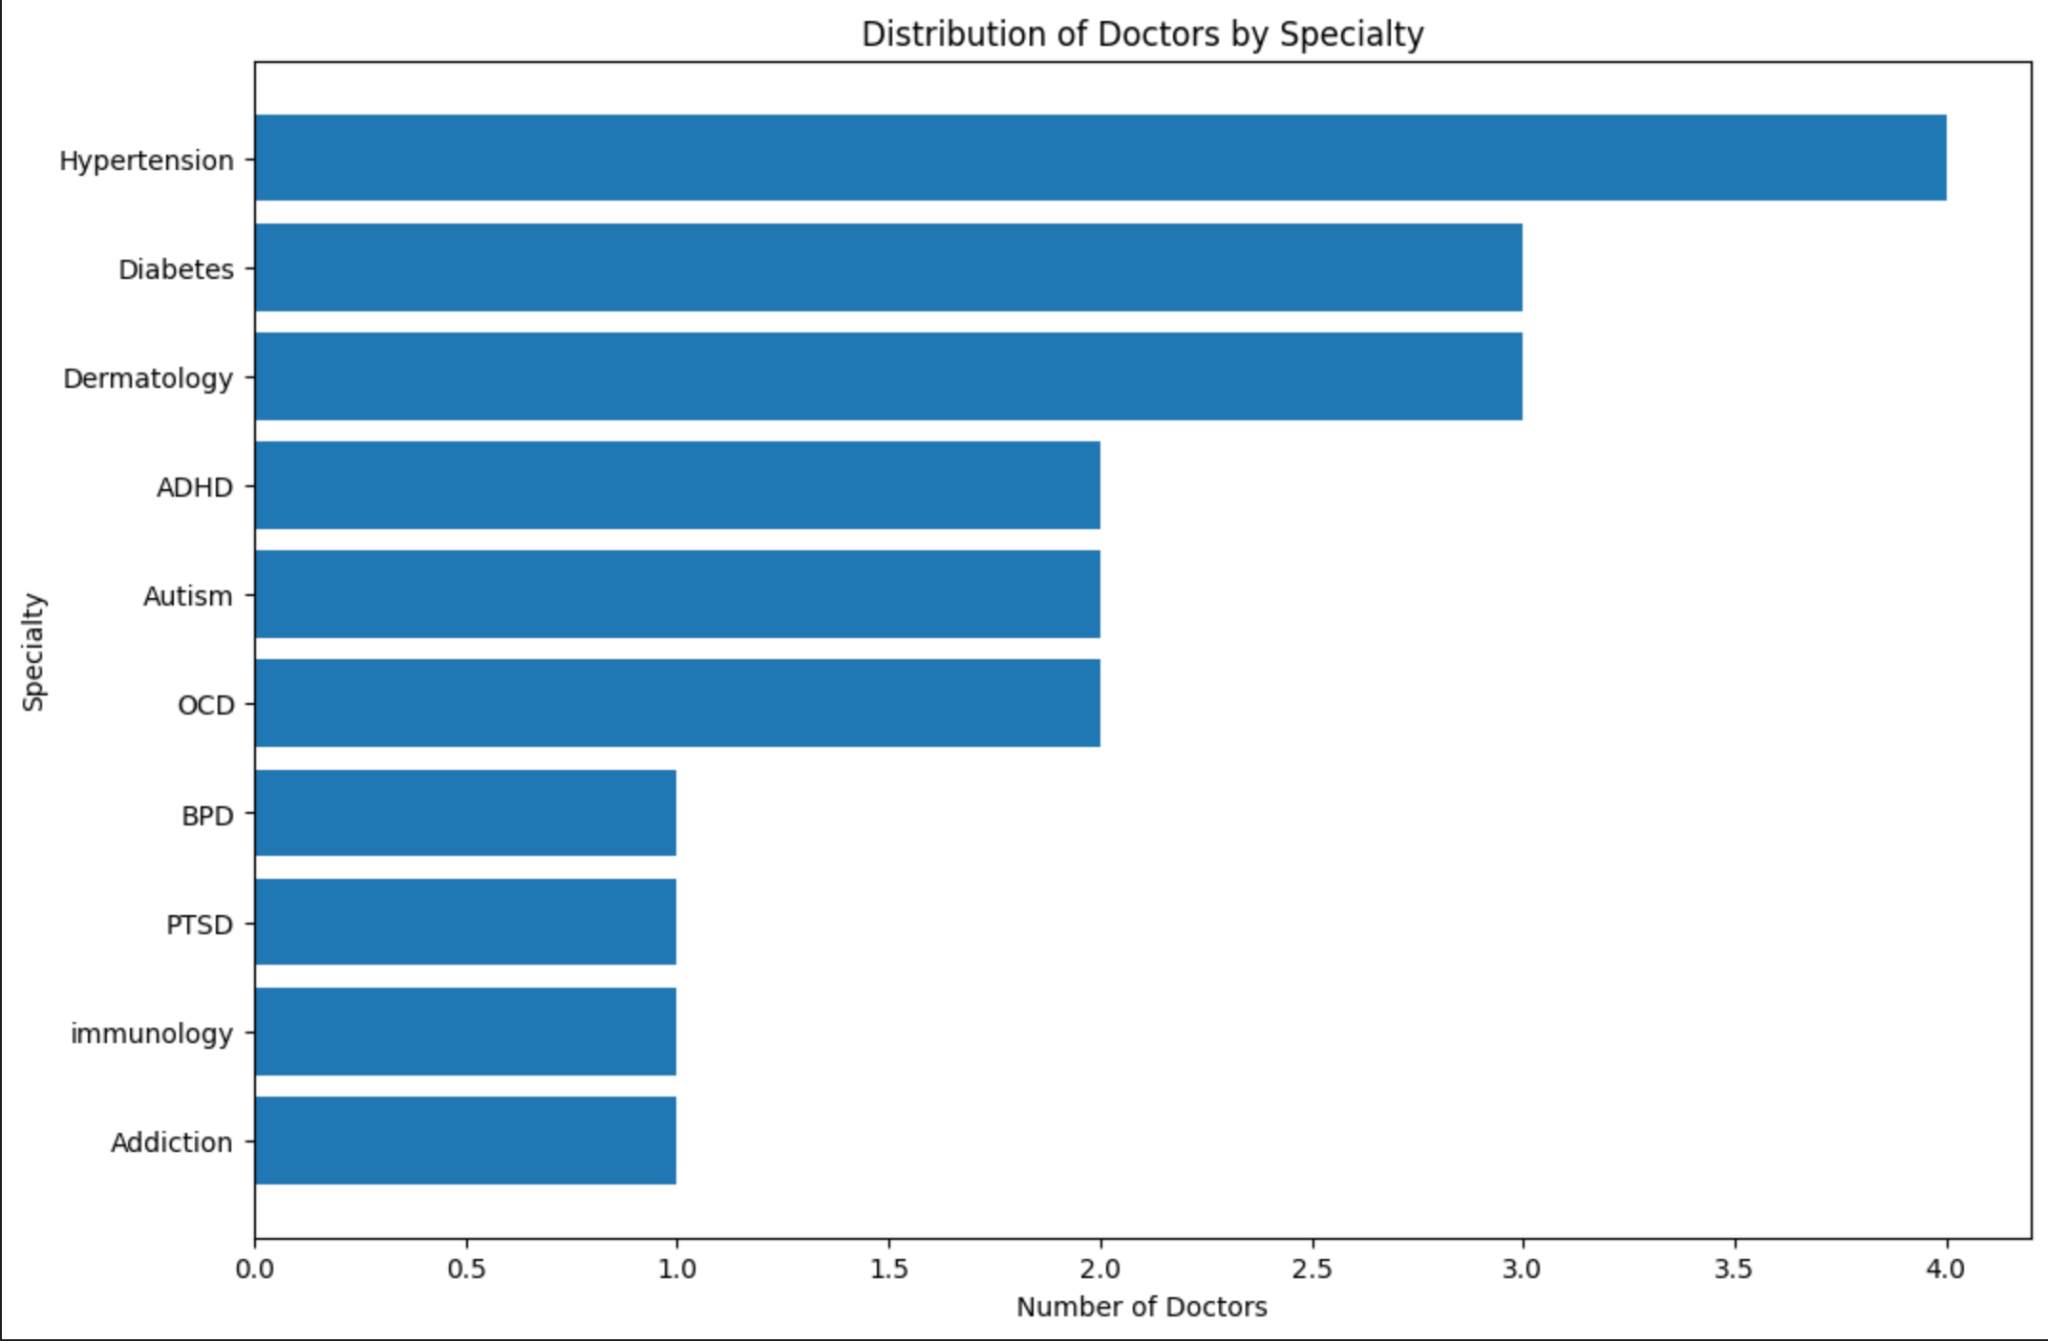 Distribution of Doctors by Specialty
Hypertension
Diabetes
Dermatology
ADHD
Autism
OCD
BPD
PTSD
immunology
Addiction
Specialty
0.0 0.5 1.0 1.5 2.0 2.5 3.0 3.5 4.0
Number of Doctors